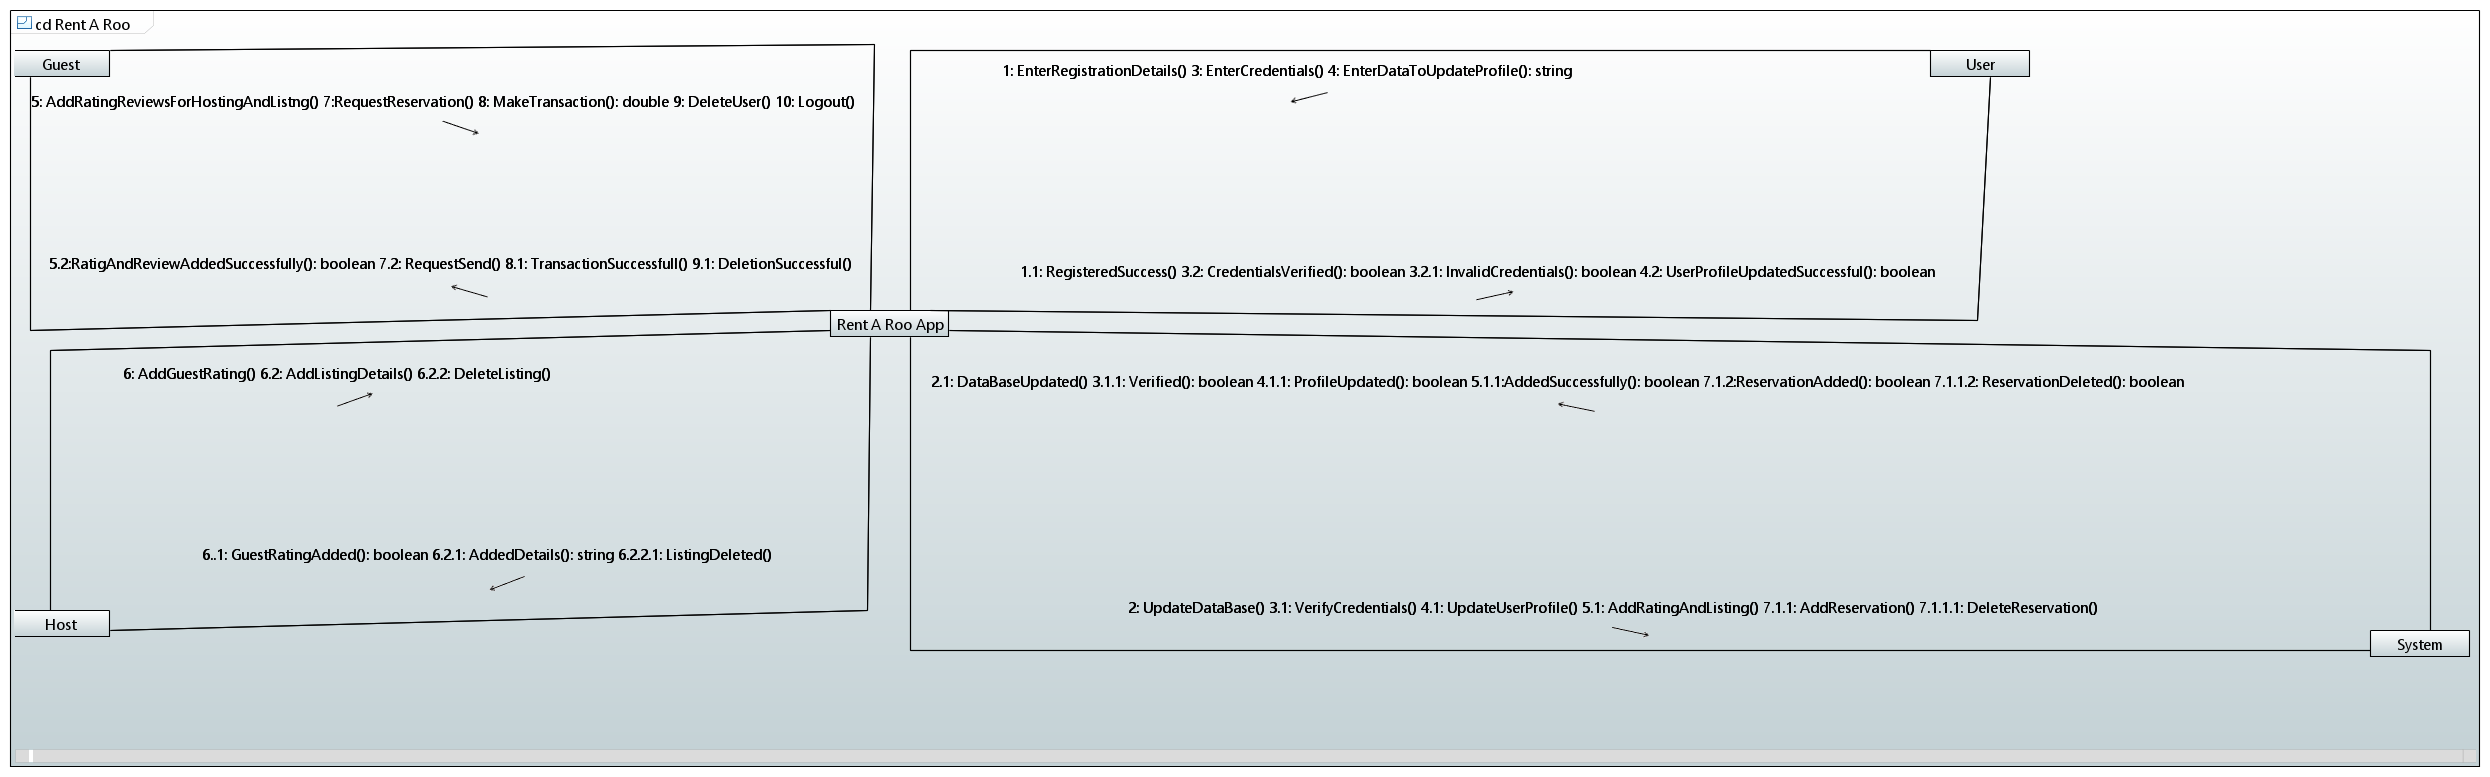 cd Rent A Roo
Guest
User
1: EnterRegistrationDetails() 3: EnterCredentials() 4: EnterDataToUpdateProfile(): string
5: AddRatingReviewsForHostingAndListng() 7:RequestReservation() 8: MakeTransaction(): double 9: DeleteUser() 10: Logout()
5.2:RatigAndReviewAddedSuccessfully(): boolean 7.2: RequestSend() 8.1: TransactionSuccessfull() 9.1: DeletionSuccessful()
1.1: RegisteredSuccess() 3.2: CredentialsVerified(): boolean 3.2.1: InvalidCredentials(): boolean 4.2: UserProfileUpdatedSuccessful(): boolean
Rent A Roo App
6: AddGuestRating() 6.2: AddListingDetails() 6.2.2: DeleteListing()
2.1: DataBaseUpdated() 3.1.1: Verified(): boolean 4.1.1: ProfileUpdated(): boolean 5.1.1:AddedSuccessfully(): boolean 7.1.2:ReservationAdded(): boolean 7.1.1.2: ReservationDeleted(): boolean
6..1: GuestRatingAdded(): boolean 6.2.1: AddedDetails(): string 6.2.2.1: ListingDeleted()
2: UpdateDataBase() 3.1: VerifyCredentials() 4.1: UpdateUserProfile() 5.1: AddRatingAndListing() 7.1.1: AddReservation() 7.1.1.1: DeleteReservation()
Host
System